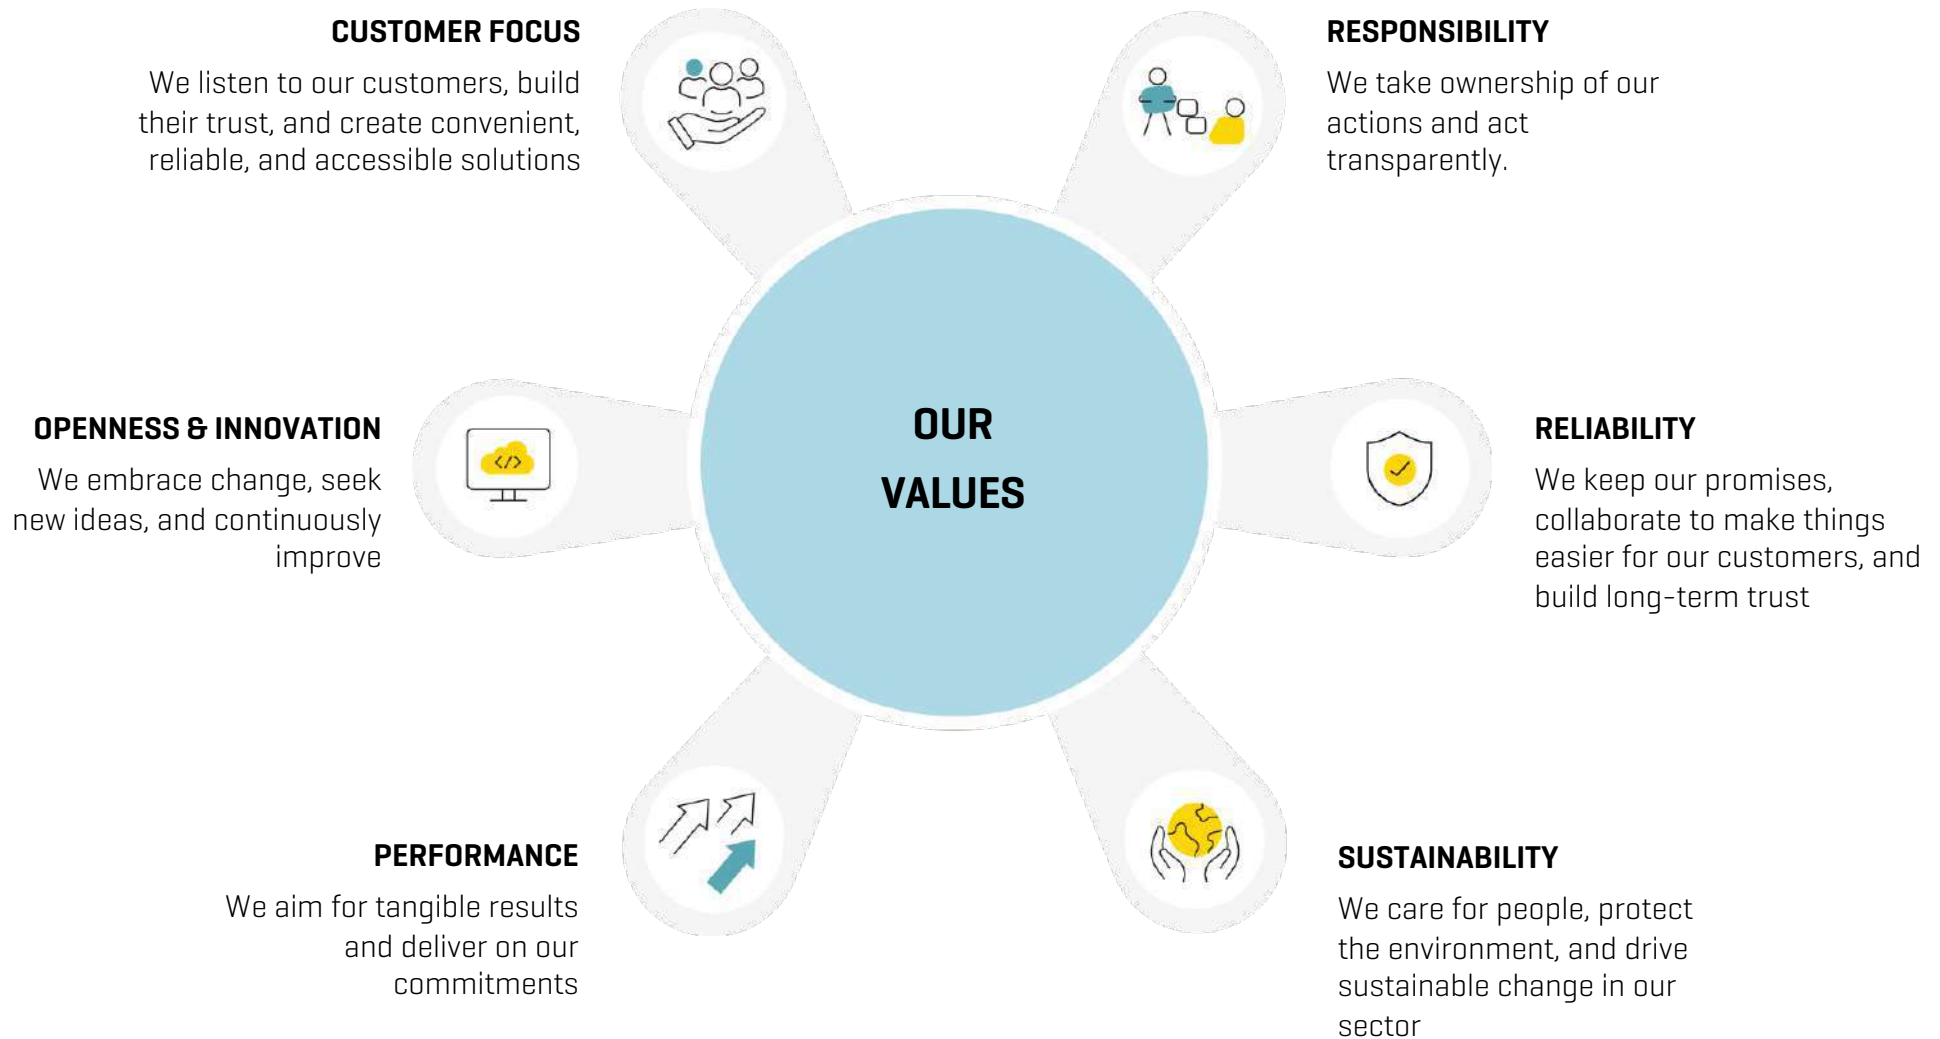 CUSTOMER FOCUS
We listen to our customers, build
their trust, and create convenient,
reliable, and accessible solutions
RESPONSIBILITY
We take ownership of our
actions and act
transparently.
OPENNESS & INNOVATION
We embrace change, seek
new ideas, and continuously
improve
OUR
VALUES
</>
RELIABILITY
We keep our promises,
collaborate to make things
easier for our customers, and
build long-term trust
PERFORMANCE
We aim for tangible results
and deliver on our
commitments
SUSTAINABILITY
We care for people, protect
the environment, and drive
sustainable change in our
sector